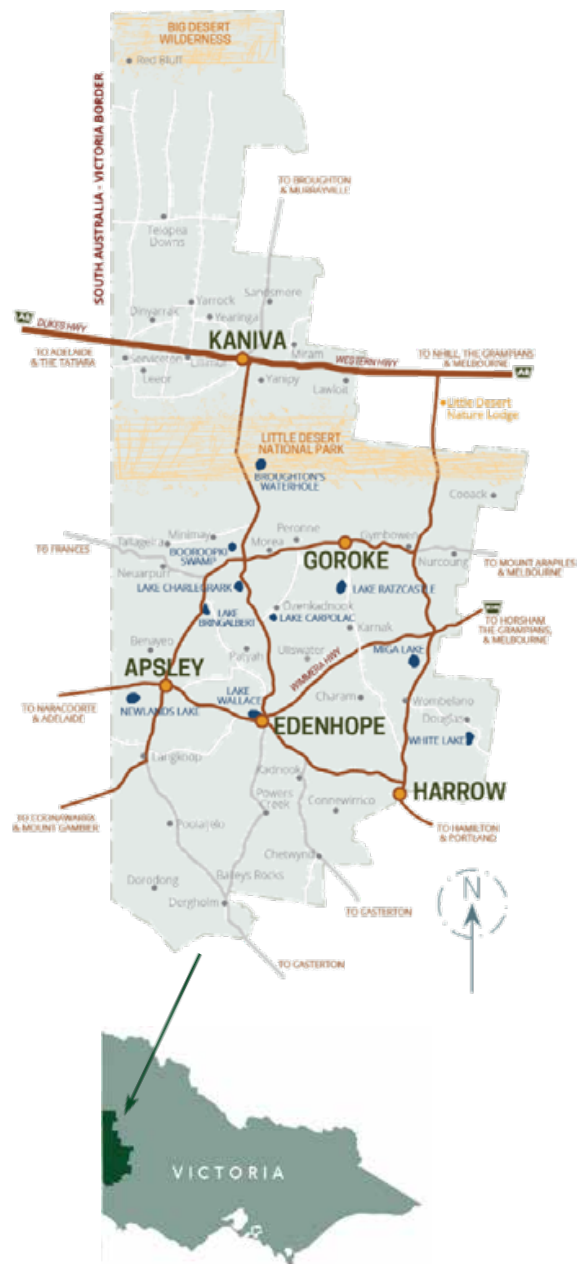 BIG DESERT
WILDERNESS
Red Bluff
SOUTH AUSTRALIA - VICTORIA BORDER
TO BROUGHTON
& MURRAYVILLE
Telopea
Downs
Sandsmere
Yarrock
Dinyarrak
Yearinga
A8
DUKES HWY
KANIVA
Miram
WESTERN HWY
TO ADELAIDE
& THE TATIARA
Serviceton
Lillimur
TO NHILL, THE GRAMPIANS
& MELBOURNE
A8
Leeor
Yanipy
Lawloit
Little Desert
Nature Lodge
LITTLE DESERT
NATIONAL PARK
BROUGHTON'S
WATERHOLE
Cooack
Peronne
Minimay
Tallageira
Gymbowen
TO FRANCES
BOOROOPKI
SWAMP
Morea
GOROKE
Nurcoung
TO MOUNT ARAPILES
& MELBOURNE
Neuarpurr
LAKE CHARLEGRARK
LAKE RATZCASTLE
Ozenkadnook
LAKE
BRINGALBERT
LAKE CARPOLAC
Karnak
TO HORSHAM
THE GRAMPIANS,
& MELBOURNE
Benayeo
Patyah
Ullswater
WIMMERA HWY
MIGA LAKE
APSLEY
LAKE
WALLACE
Charam
Wombelano
TO NARACOORTE
& ADELAIDE
NEWLANDS LAKE
EDENHOPE
Douglas
WHITE LAKE
Langkoop
Kadnook
HARROW
Powers
Creek
Connewirrico
TO COONAWARRA
& MOUNT GAMBIER
Poolaijelo
TO HAMILTON
& PORTLAND
Chetwynd
Dorodong
Baileys Rocks
N
Dergholm
TO CASTERTON
TO CASTERTON
VICTORIA